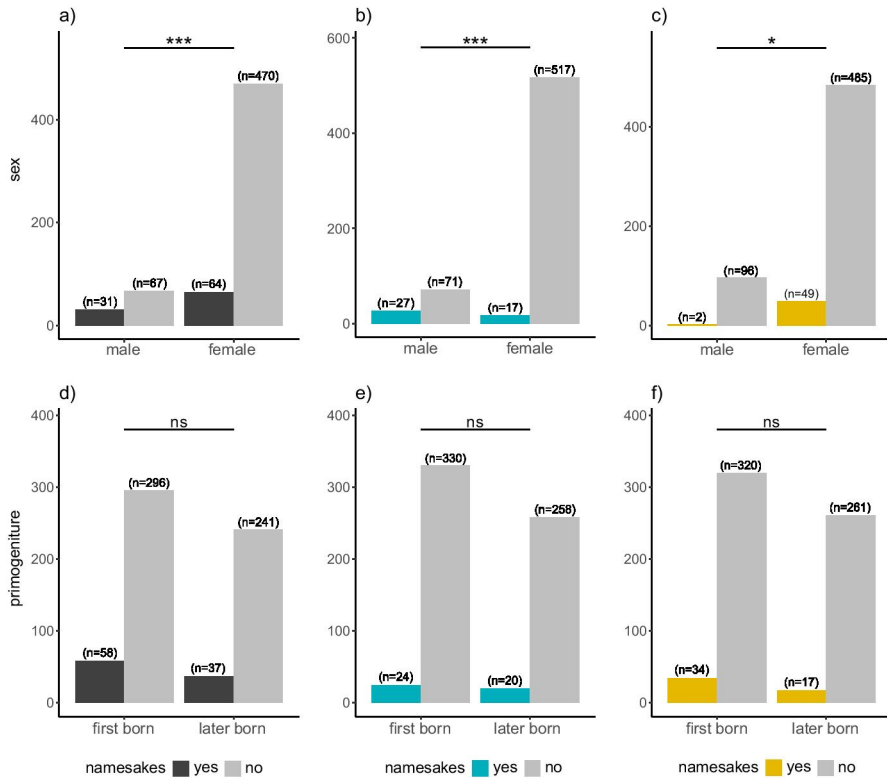 a)
b)
c)
sex
***
(n=470)
400
200
0
(n=31)
(n=67)
(n=64)
male
female
600
***
(n=517)
400
200
0
(n=27)
(n=71)
(n=17)
male
female
*
(n=485)
400
200
0
(n=2)
(n=96)
(n=49)
male
female
d)
e)
f)
primogeniture
400
300
200
100
0
ns
(n=296)
(n=241)
(n=58)
(n=37)
first born
later born
400
300
200
100
0
ns
(n=330)
(n=258)
(n=24)
(n=20)
first born
later born
400
300
200
100
0
ns
(n=320)
(n=261)
(n=34)
(n=17)
first born
later born
namesakes yes no
namesakes yes no
namesakes yes no